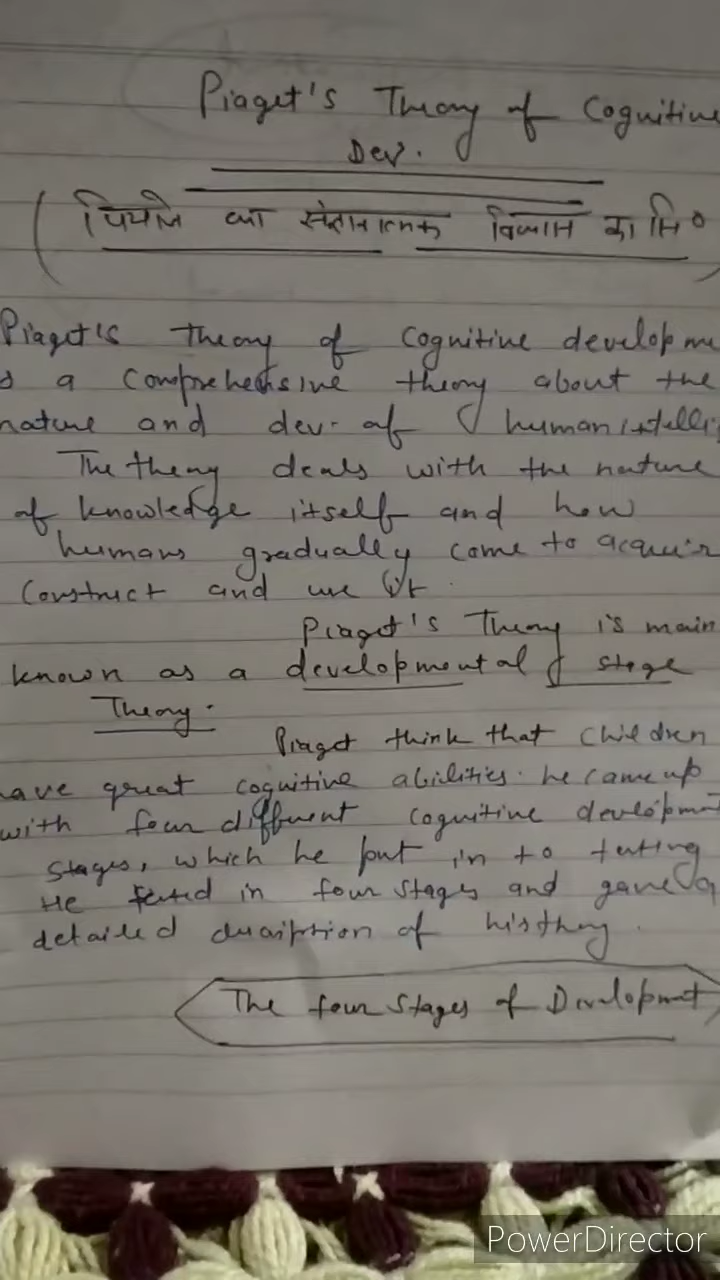 Piaget's Theory of Cognitive
Dev.
(पियाजे का संज्ञानात्मक विकास का सि०
Piaget's theory of cognitive developme
s a comprehensive theory about the
nature and dev. of human intelli
The theory deals with the nature
of knowledge itself and how
humans gradually come to acquir
construct and use it.
Piaget's Theory is main
known as a developmental stage
Theory.
Piaget think that children
ave great cognitive abilities. he came up
with four different cognitive developmt
stages, which he put in to testing
He tested in four stages and gave a
detailed description of his theory.
The four stages of Development
PowerDirector